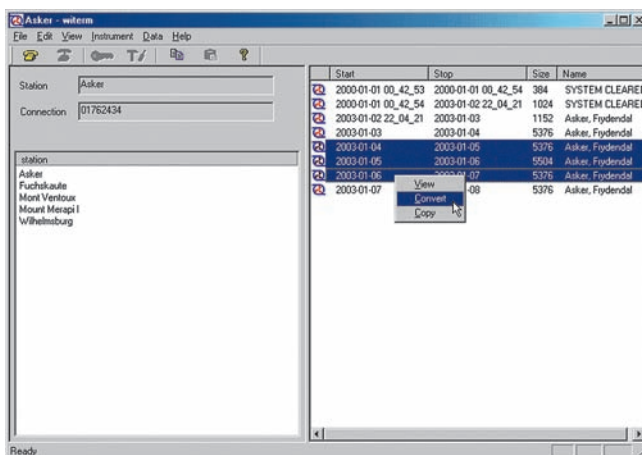 Asker - witerm
File Edit View Instrument Data Help
Station Asker
Connection 01762434
station
Asker
Fuchskaute
Mont Ventoux
Mount Merapi I
Wilhelmsburg
Start Stop Size Name
2000-01-01 00_42_53 2000-01-01 00_42_54 384 SYSTEM CLEARE
2000-01-01 00_42_54 2003-01-02 22_04_21 1024 SYSTEM CLEARE
2003-01-02 22_04_21 2003-01-03 1152 Asker, Frydendal
2003-01-03 2003-01-04 5376 Asker, Frydendal
2003-01-04 2003-01-05 5376 Asker, Frydendal
2003-01-05 2003-01-06 5504 Asker, Frydendal
2003-01-06 2003-01-07 5376 Asker, Frydendal
2003-01-07 -08 5376 Asker, Frydendal
View
Convert
Copy
Ready